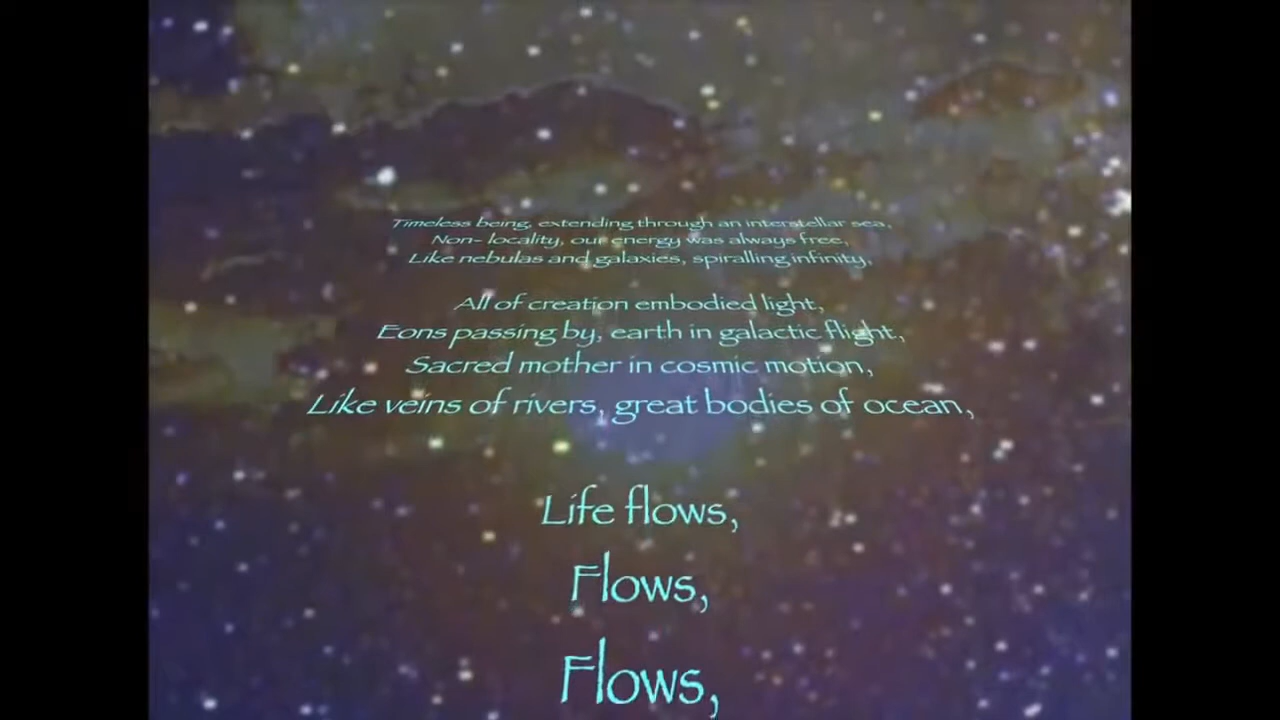 Timeless being, extending through an interstellar sea,
Non- locality, our energy was always free,
Like nebulas and galaxies, spiralling infinity,
All of creation embodied light,
Eons passing by, earth in galactic flight,
Sacred mother in cosmic motion,
Like veins of rivers, great bodies of ocean,
Life flows,
Flows,
Flows,